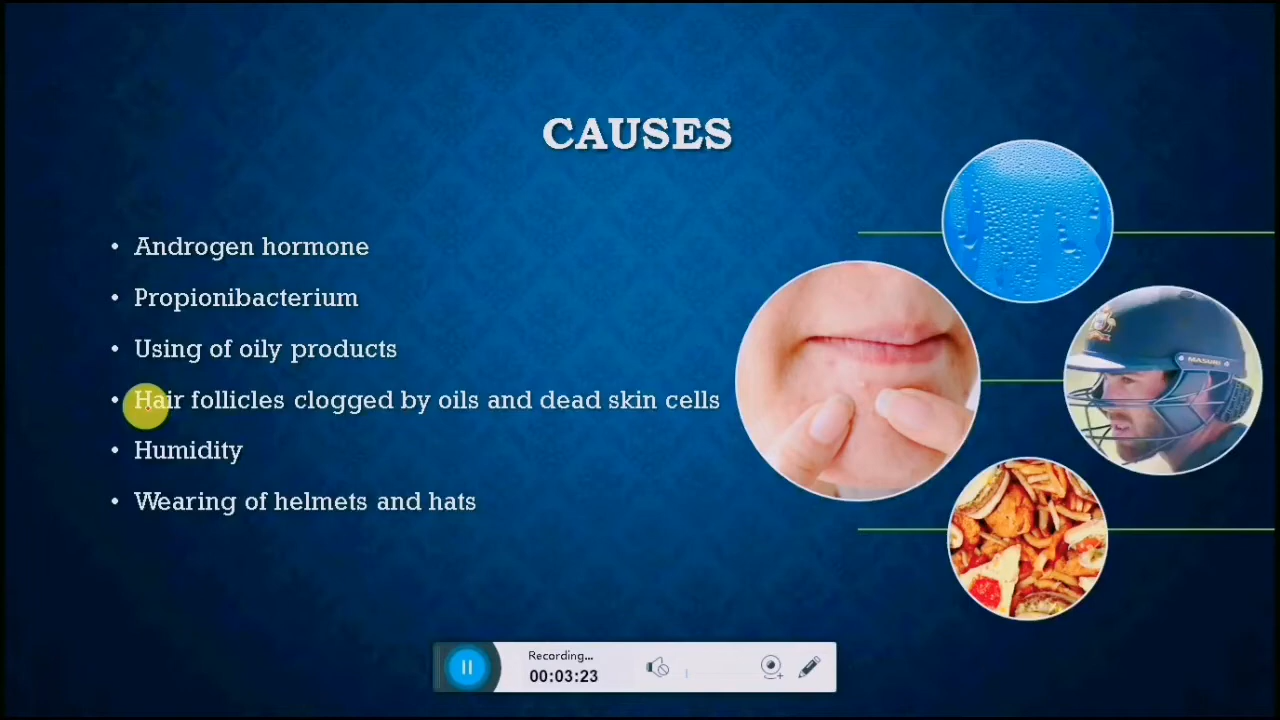 CAUSES
• Androgen hormone
• Propionibacterium
• Using of oily products
• Hair follicles clogged by oils and dead skin cells
• Humidity
• Wearing of helmets and hats
MASURI
Recording...
00:03:23